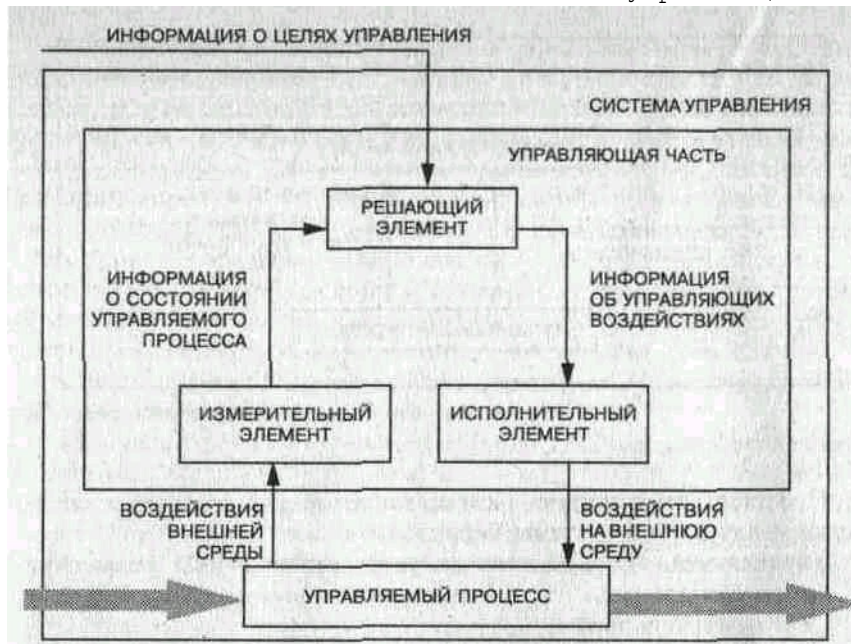 ИНФОРМАЦИЯ О ЦЕЛЯХ УПРАВЛЕНИЯ
СИСТЕМА УПРАВЛЕНИЯ
УПРАВЛЯЮЩАЯ ЧАСТЬ
РЕШАЮЩИЙ
ЭЛЕМЕНТ
ИНФОРМАЦИЯ
О СОСТОЯНИИ
УПРАВЛЯЕМОГО
ПРОЦЕССА
ИНФОРМАЦИЯ
ОБ УПРАВЛЯЮЩИХ
ВОЗДЕЙСТВИЯХ
ИЗМЕРИТЕЛЬНЫЙ
ЭЛЕМЕНТ
ИСПОЛНИТЕЛЬНЫЙ
ЭЛЕМЕНТ
ВОЗДЕЙСТВИЯ
ВНЕШНЕЙ
СРЕДЫ
ВОЗДЕЙСТВИЯ
НА ВНЕШНЮЮ
СРЕДУ
УПРАВЛЯЕМЫЙ ПРОЦЕСС